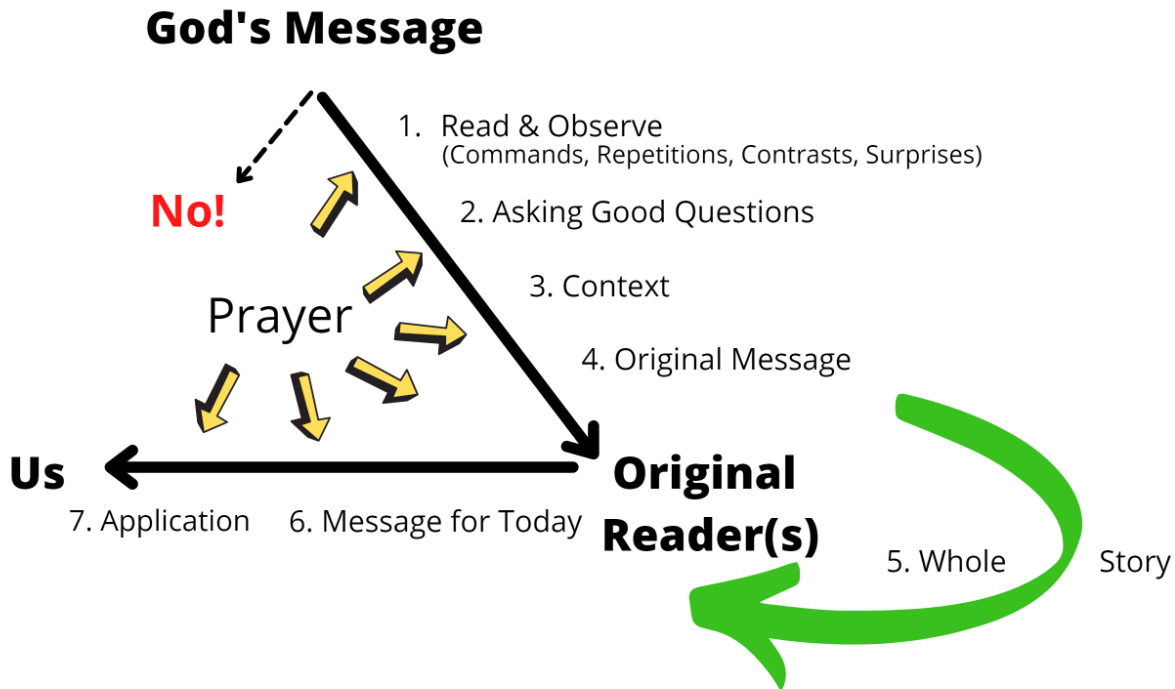 God's Message
1. Read & Observe
(Commands, Repetitions, Contrasts, Surprises)
No!
2. Asking Good Questions
3. Context
Prayer
4. Original Message
Us
Original
Reader(s)
7. Application
6. Message for Today
5. Whole Story